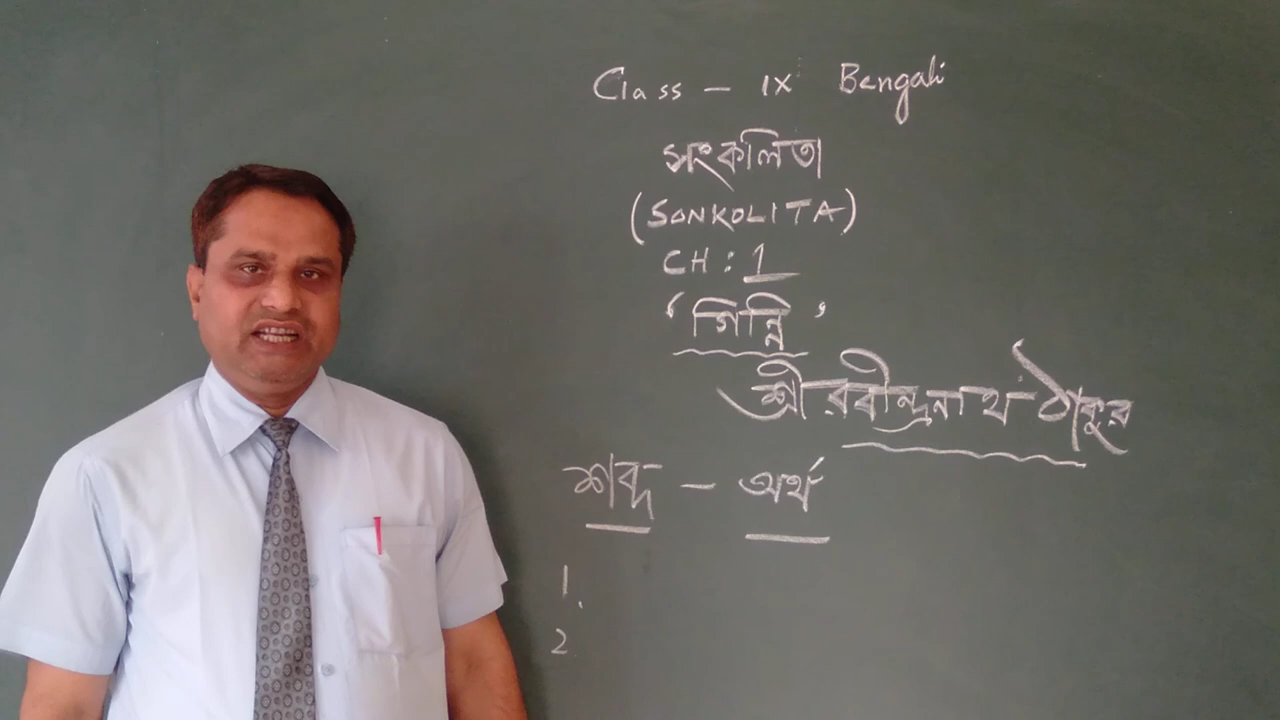 Class - IX Bengali
সংকলিতা
(SONKOLITA)
CH : 1
'গিন্নি'
শ্রী রবীন্দ্রনাথ ঠাকুর
শব্দ - অর্থ
1.
2